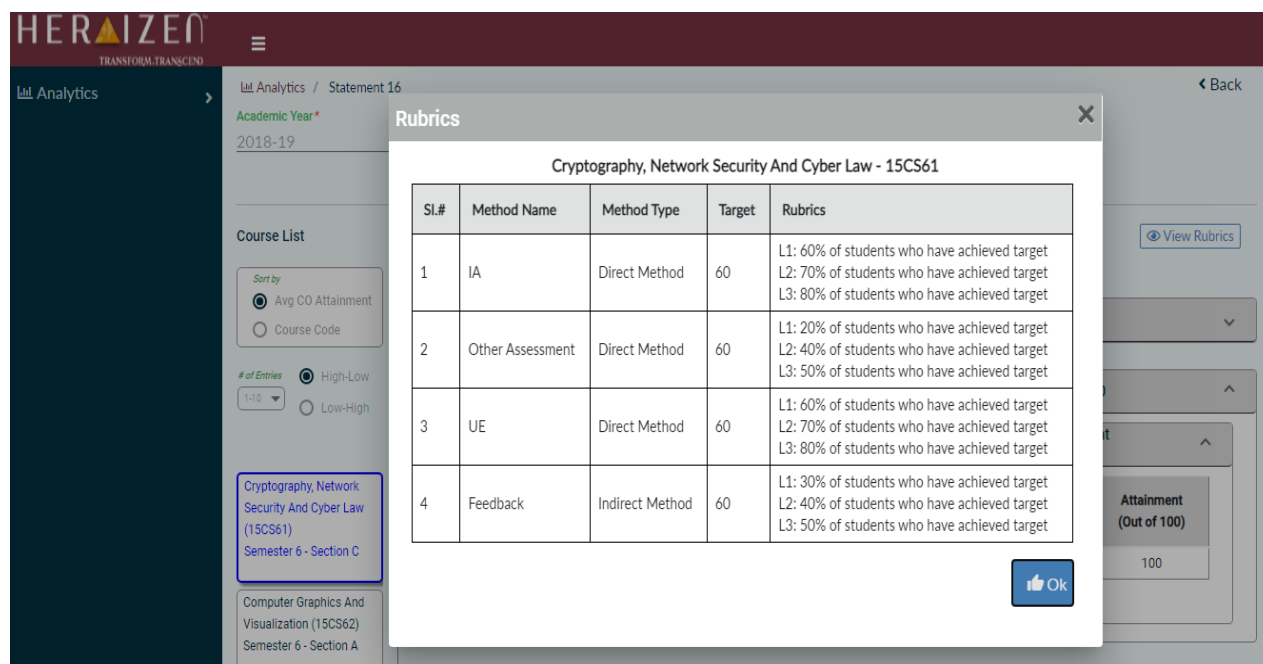 HERAIZEN
TRANSFORM.TRANSCEND
Analytics
Analytics / Statement 16
Back
Academic Year*
2018-19
Rubrics
Cryptography, Network Security And Cyber Law - 15CS61
Sl.# Method Name Method Type Target Rubrics
1 IA Direct Method 60
L1: 60% of students who have achieved target
L2: 70% of students who have achieved target
L3: 80% of students who have achieved target
2 Other Assessment Direct Method 60
L1: 20% of students who have achieved target
L2: 40% of students who have achieved target
L3: 50% of students who have achieved target
3 UE Direct Method 60
L1: 60% of students who have achieved target
L2: 70% of students who have achieved target
L3: 80% of students who have achieved target
4 Feedback Indirect Method 60
L1: 30% of students who have achieved target
L2: 40% of students who have achieved target
L3: 50% of students who have achieved target
Ok
Course List
View Rubrics
Sort by
Avg CO Attainment
Course Code
# of Entries
High-Low
1-10
Low-High
Cryptography, Network
Security And Cyber Law
(15CS61)
Semester 6 - Section C
Computer Graphics And
Visualization (15CS62)
Semester 6 - Section A
Attainment
(Out of 100)
100